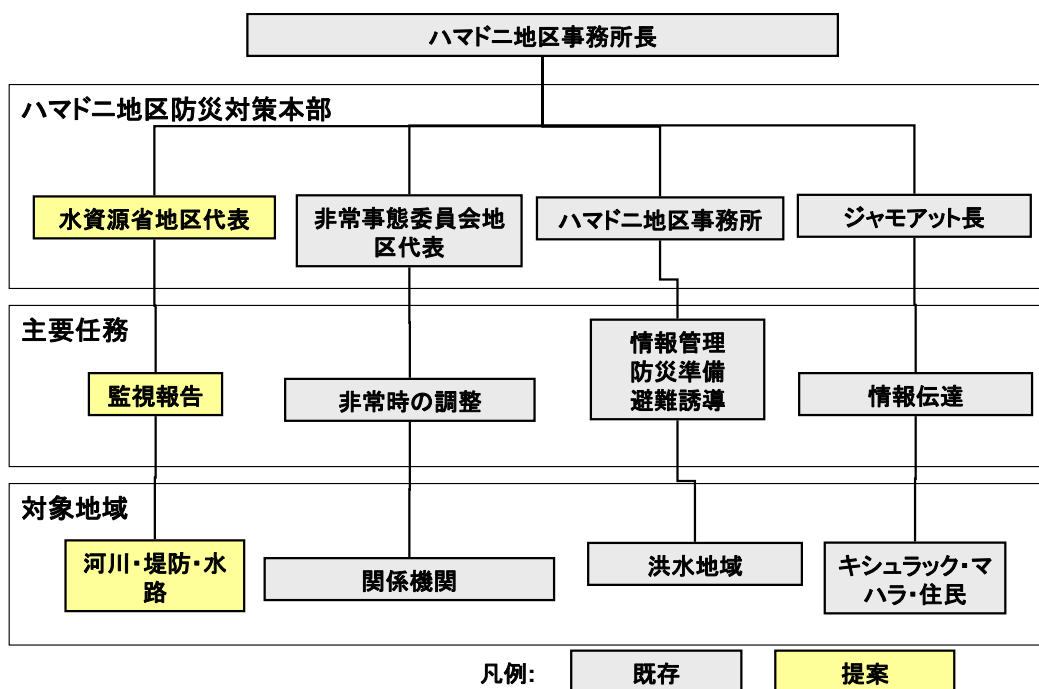 ハマドニ地区事務所長
ハマドニ地区防災対策本部
水資源省地区代表
非常事態委員会地
区代表
ハマドニ地区事務所
ジャモアット長
主要任務
監視報告
非常時の調整
情報管理
防災準備
避難誘導
情報伝達
対象地域
河川・堤防・水
路
関係機関
洪水地域
キシュラック・マ
ハラ・住民
凡例:
既存
提案